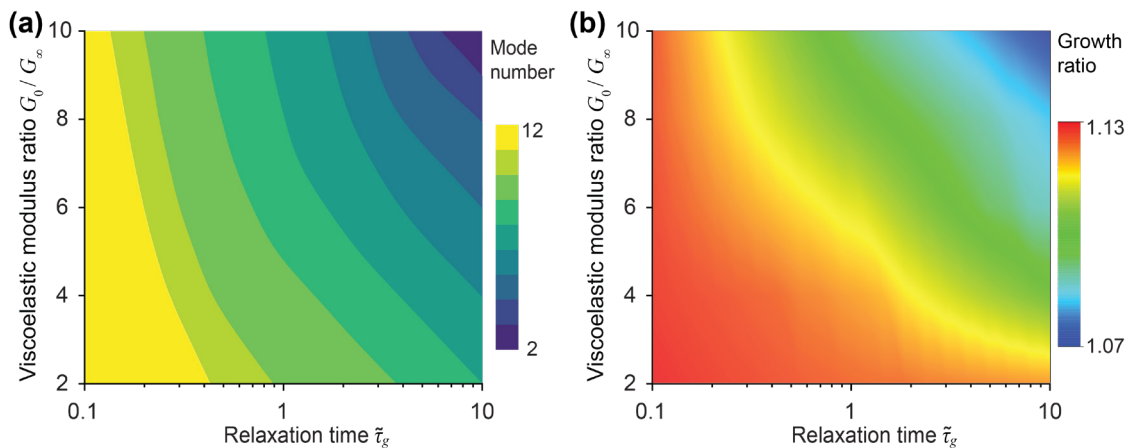 (a)
Viscoelastic modulus ratio G₀ / G∞
10
8
6
4
2
0.1
1
10
Relaxation time τ̃g
Mode
number
12
2
(b)
Viscoelastic modulus ratio G₀ / G∞
10
8
6
4
2
0.1
1
10
Relaxation time τ̃g
Growth
ratio
1.13
1.07